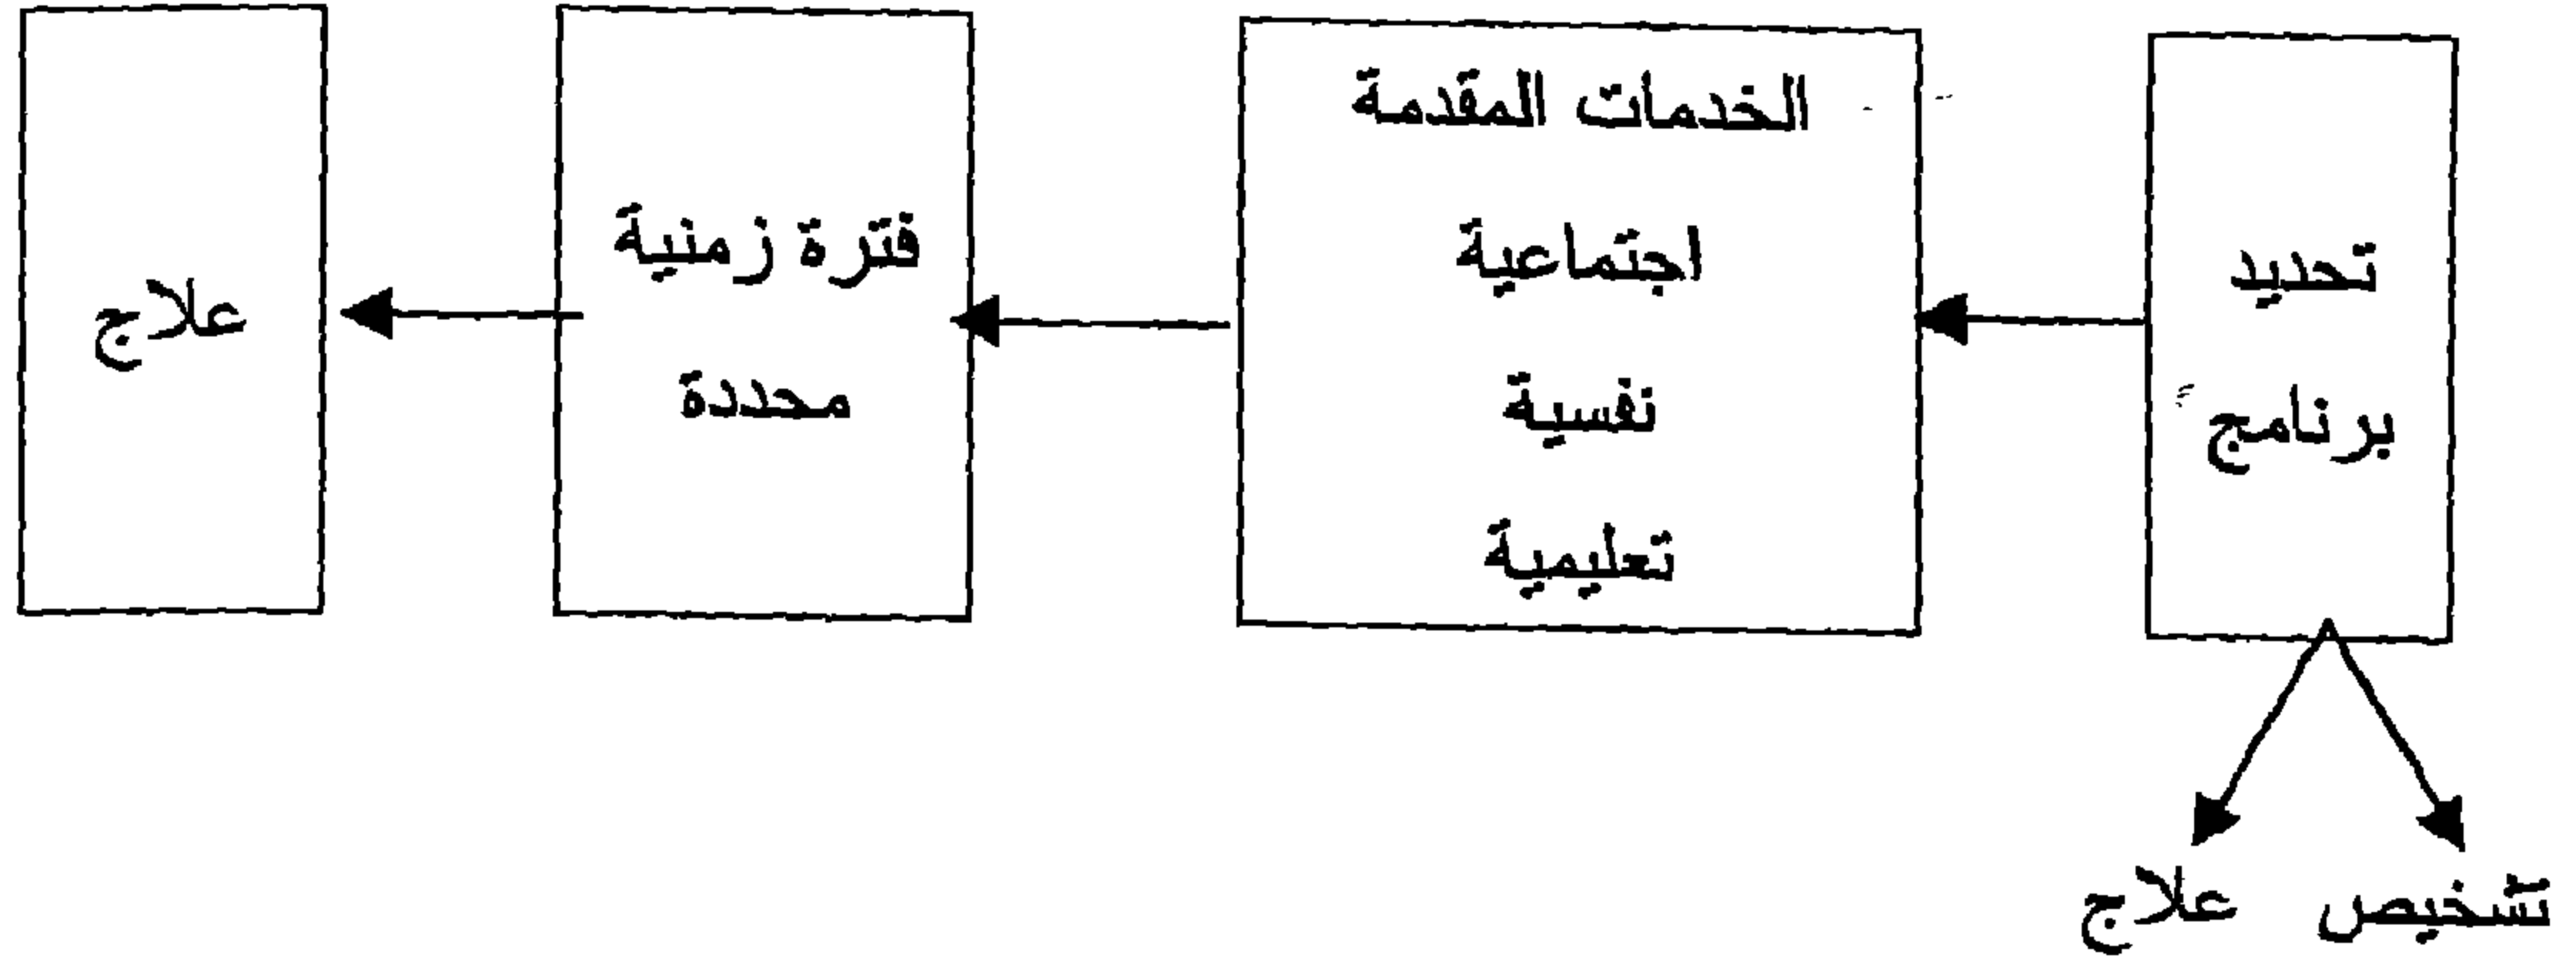 تحديد
برنامج
تشخيص
علاج
الخدمات المقدمة
اجتماعية
نفسية
تعليمية
فترة زمنية
محددة
علاج